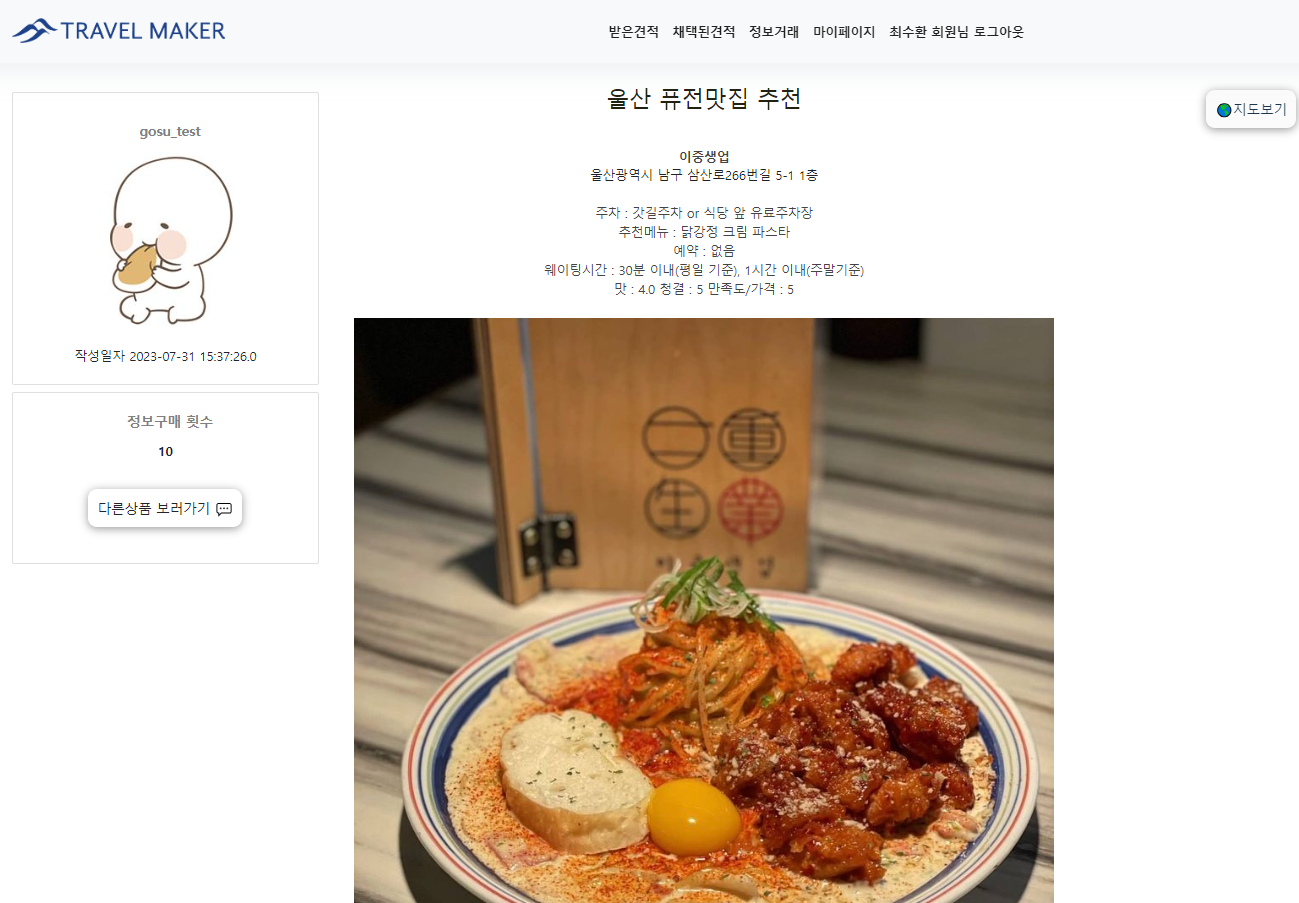 TRAVEL MAKER
받은견적 채택된견적 정보거래 마이페이지 최수환 회원님 로그아웃
gosu_test
작성일자 2023-07-31 15:37:26.0
정보구매 횟수
10
다른상품 보러가기
울산 퓨전맛집 추천
이중생업
울산광역시 남구 삼산로266번길 5-1 1층
주차 : 갓길주차 or 식당 앞 유료주차장
추천메뉴 : 닭강정 크림 파스타
예약 : 없음
웨이팅시간 : 30분 이내(평일 기준), 1시간 이내(주말기준)
맛 : 4.0 청결 : 5 만족도/가격 : 5
二重
生業
지도보기